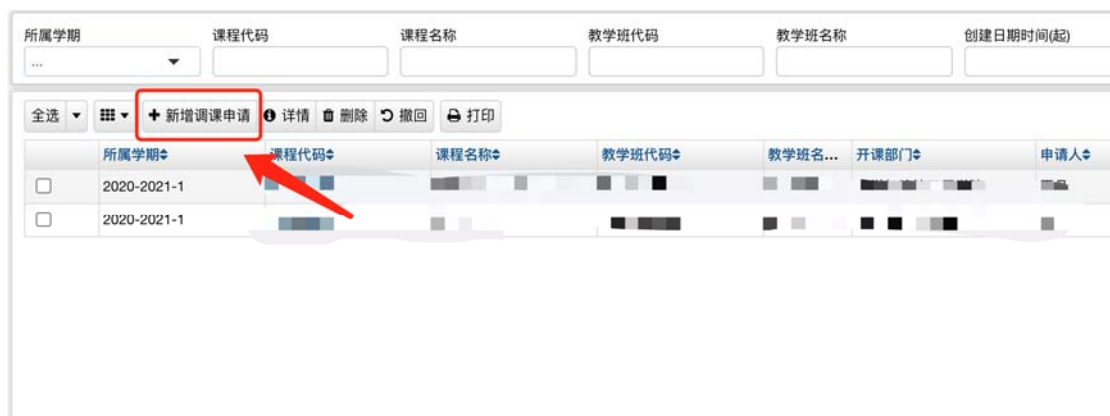 所属学期 课程代码 课程名称 教学班代码 教学班名称 创建日期时间(起)
...
全选 新增调课申请 详情 删除 撤回 打印
所属学期 课程代码 课程名称 教学班代码 教学班名... 开课部门 申请人
2020-2021-1
2020-2021-1